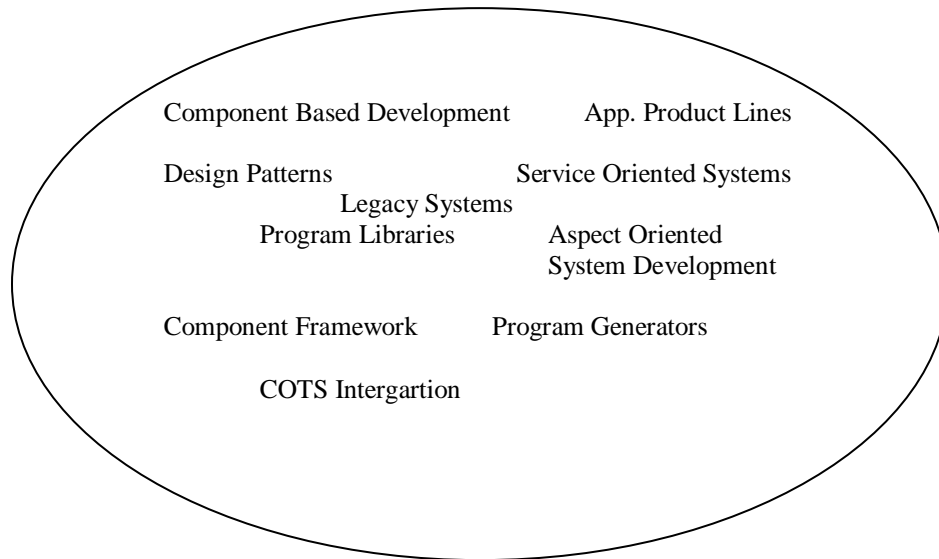 Component Based Development App. Product Lines
Design Patterns Service Oriented Systems
Legacy Systems
Program Libraries Aspect Oriented
System Development
Component Framework Program Generators
COTS Intergartion